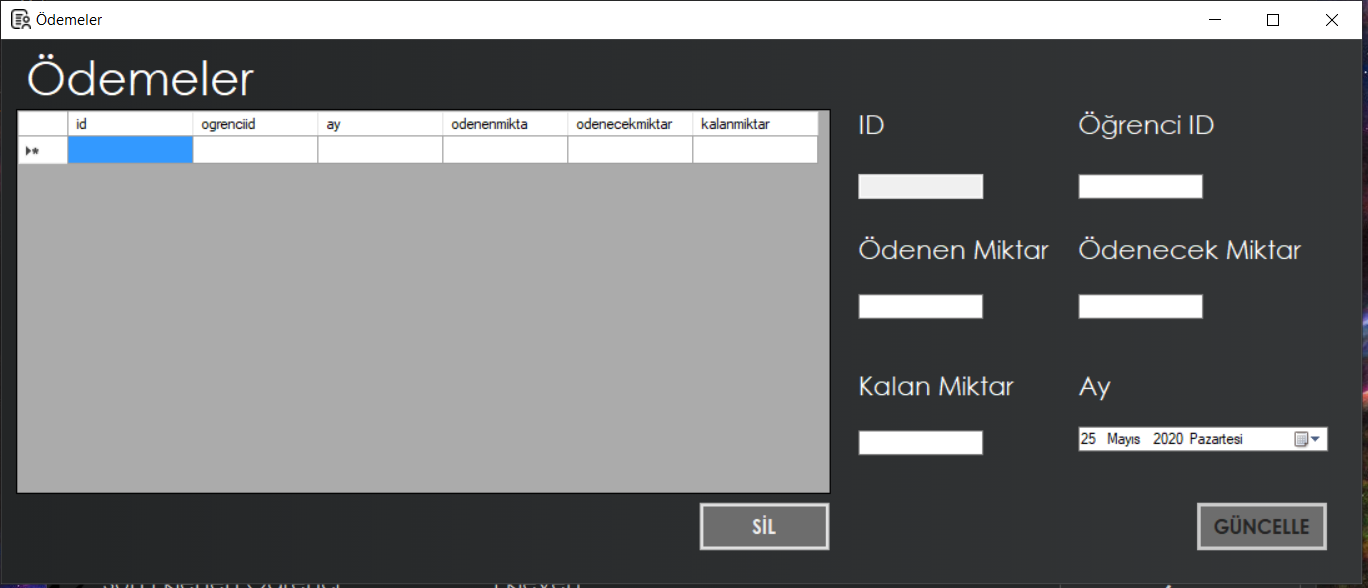 Ödemeler
Ödemeler
id ogrenciid ay odenenmikta odenecekmiktar kalanmiktar
ID Öğrenci ID
Ödenen Miktar Ödenecek Miktar
Kalan Miktar Ay
25 Mayıs 2020 Pazartesi
SİL GÜNCELLE